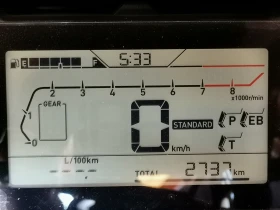 E F 5:33
2 3 4 5 6 7 8
x1000r/min
1 GEAR
0 STANDARD P EB
0 km/h T
L/100km
--.-
TOTAL 2737 km